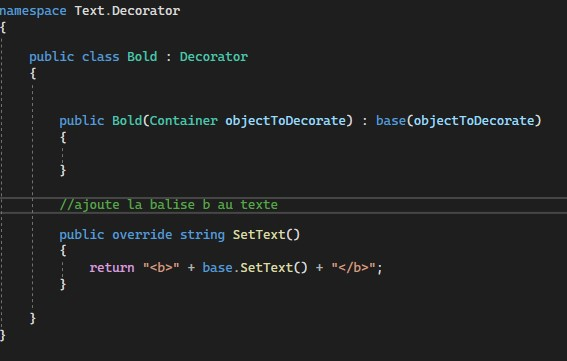 namespace Text.Decorator
{
public class Bold : Decorator
{
public Bold(Container objectToDecorate) : base(objectToDecorate)
{
}
//ajoute la balise b au texte
public override string SetText()
{
return "<b>" + base.SetText() + "</b>";
}
}
}